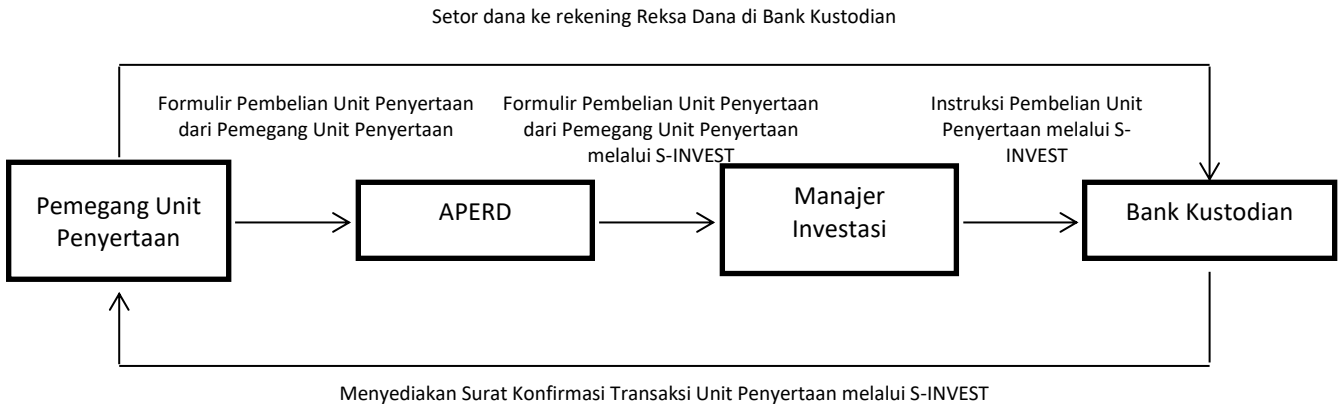 Setor dana ke rekening Reksa Dana di Bank Kustodian
Formulir Pembelian Unit Penyertaan
dari Pemegang Unit Penyertaan
Formulir Pembelian Unit Penyertaan
dari Pemegang Unit Penyertaan
melalui S-INVEST
Instruksi Pembelian Unit
Penyertaan melalui S-
INVEST
Pemegang Unit
Penyertaan
APERD
Manajer
Investasi
Bank Kustodian
Menyediakan Surat Konfirmasi Transaksi Unit Penyertaan melalui S-INVEST